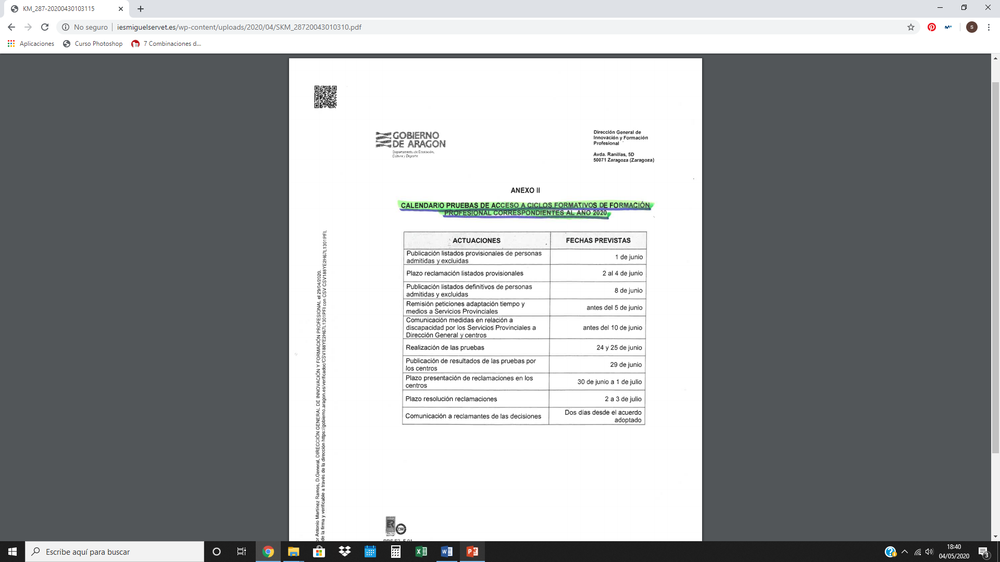 KM_287-20200430103115
No seguro
iesmiguelservet.es/wp-content/uploads/2020/04/SKM_28720043010310.pdf
S
Aplicaciones
Curso Photoshop
7 Combinaciones d...
GOBIERNO
DE ARAGON
Departamento de Educación,
Cultura y Deporte
Dirección General de
Innovación y Formación
Profesional
Avda. Ranillas, 5D
50071 Zaragoza (Zaragoza)
ANEXO II
CALENDARIO PRUEBAS DE ACCESO A CICLOS FORMATIVOS DE FORMACIÓN
PROFESIONAL CORRESPONDIENTES AL AÑO 2020
ACTUACIONES FECHAS PREVISTAS
Publicación listados provisionales de personas
admitidas y excluidas
1 de junio
Plazo reclamación listados provisionales 2 al 4 de junio
Publicación listados definitivos de personas
admitidas y excluidas
8 de junio
Remisión peticiones adaptación tiempo y
medios a Servicios Provinciales
antes del 5 de junio
Comunicación medidas en relación a
discapacidad por los Servicios Provinciales a
Dirección General y centros
antes del 10 de junio
Realización de las pruebas 24 y 25 de junio
Publicación de resultados de las pruebas por
los centros
29 de junio
Plazo presentación de reclamaciones en los
centros
30 de junio a 1 de julio
Plazo resolución reclamaciones 2 a 3 de julio
Comunicación a reclamantes de las decisiones
Dos días desde el acuerdo
adoptado
or Antonio Martínez Ramos, D.General, DIRECCIÓN GENERAL DE INNOVACIÓN Y FORMACIÓN PROFESIONAL el 29/04/2020.
de la firma y verificable a través de la dirección https://gobierno.aragon.es/verificadoc/CSV188YE2H67L1301PFI con CSV CSV188YE2H67L1301PFI.
ER
Escribe aquí para buscar
18:40
04/05/2020
3